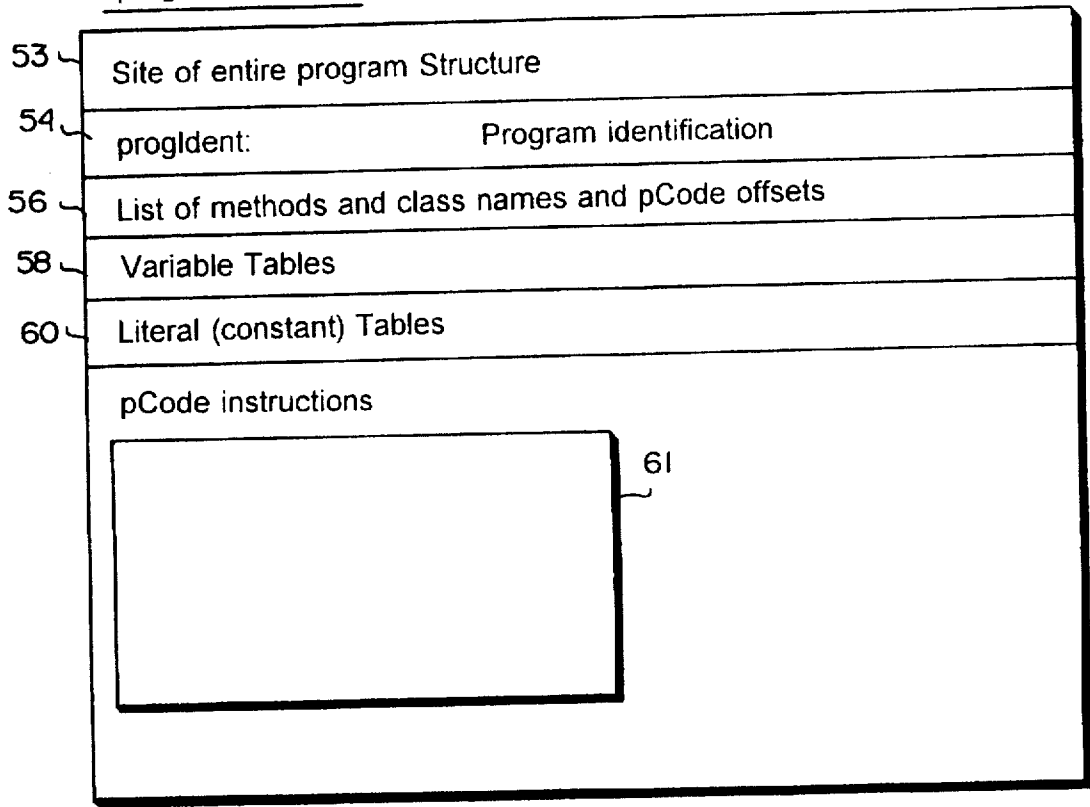 53 Site of entire program Structure
54 progIdent: Program identification
56 List of methods and class names and pCode offsets
58 Variable Tables
60 Literal (constant) Tables
pCode instructions
61